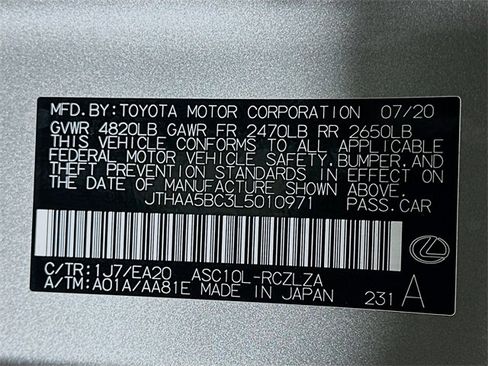 MFD.BY:TOYOTA MOTOR CORPORATION 07/20
GVWR 4820LB GAWR FR 2470LB RR 2650LB
THIS VEHICLE CONFORMS TO ALL APPLICABLE
FEDERAL MOTOR VEHICLE SAFETY,BUMPER,AND
THEFT PREVENTION STANDARDS IN EFFECT ON
THE DATE OF MANUFACTURE SHOWN ABOVE.
JTHAA5BC3L5010971 PASS.CAR
C/TR:1J7/EA20 ASC10L-RCZLZA
A/TM:A01A/AA81E MADE IN JAPAN 231 A